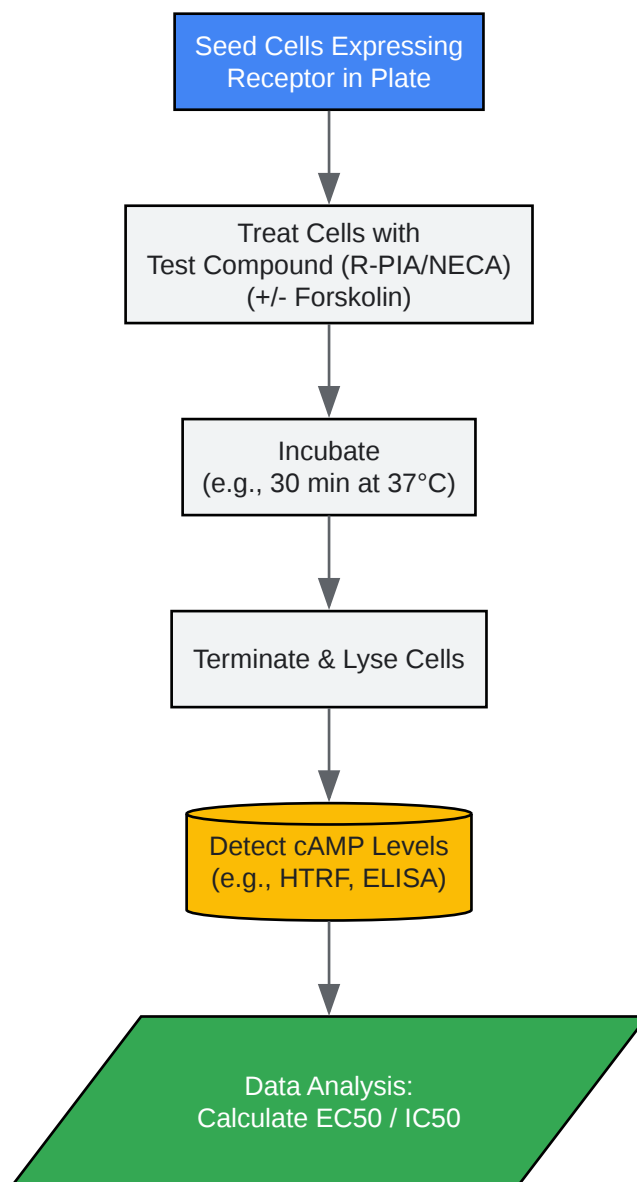 Seed Cells Expressing
Receptor in Plate
Treat Cells with
Test Compound (R-PIA/NECA)
(+/- Forskolin)
Incubate
(e.g., 30 min at 37°C)
Terminate & Lyse Cells
Detect cAMP Levels
(e.g., HTRF, ELISA)
Data Analysis:
Calculate EC50 / IC50